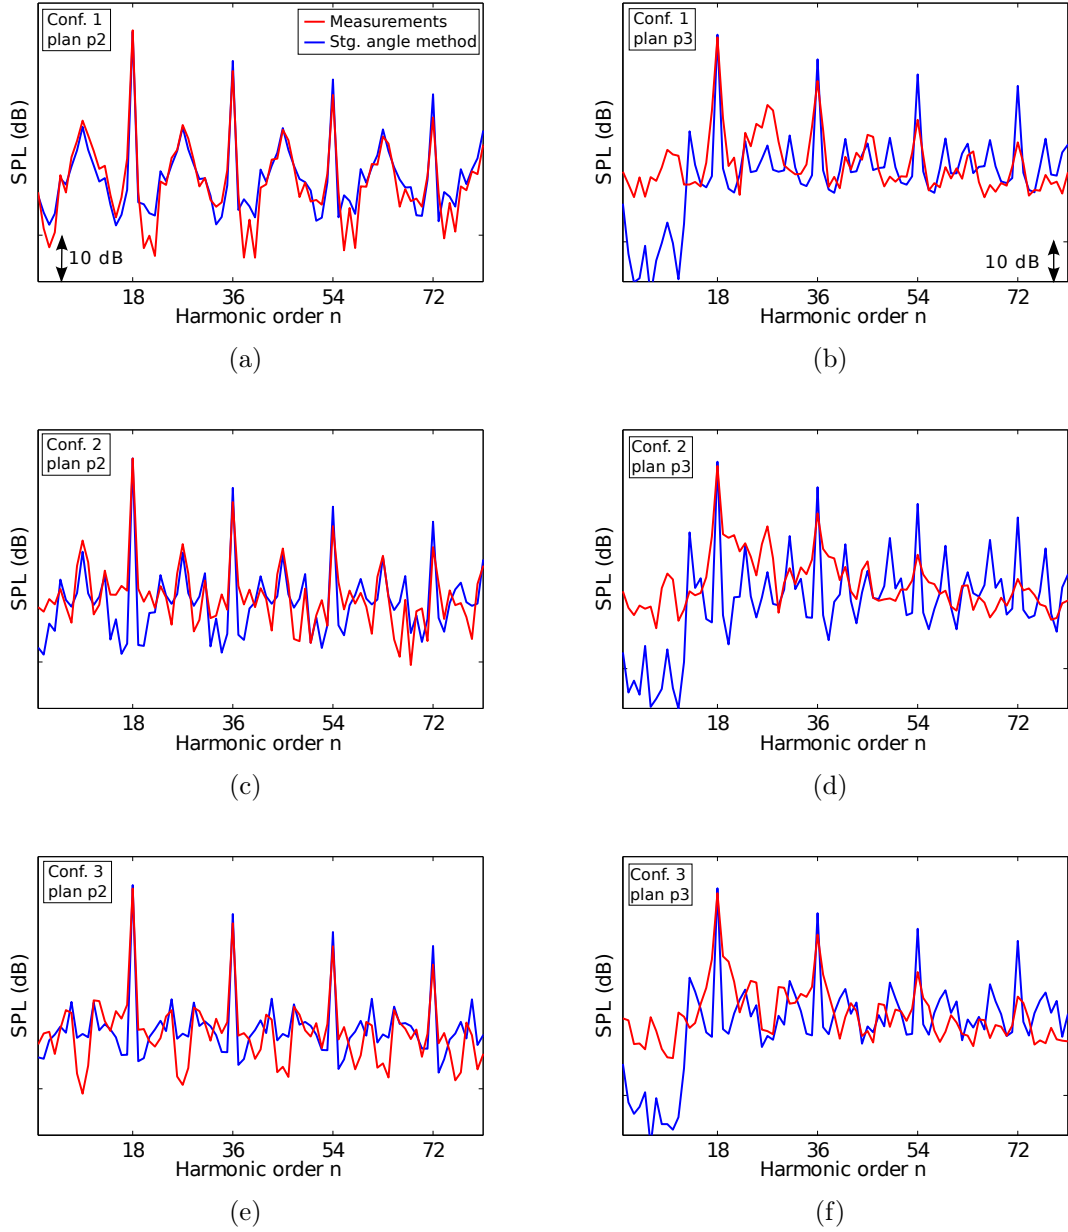 Conf. 1
plan p2
Measurements
Stg. angle method
SPL (dB)
10 dB
18 36 54 72
Harmonic order n
(a)
Conf. 1
plan p3
SPL (dB)
10 dB
18 36 54 72
Harmonic order n
(b)
Conf. 2
plan p2
SPL (dB)
18 36 54 72
Harmonic order n
(c)
Conf. 2
plan p3
SPL (dB)
18 36 54 72
Harmonic order n
(d)
Conf. 3
plan p2
SPL (dB)
18 36 54 72
Harmonic order n
(e)
Conf. 3
plan p3
SPL (dB)
18 36 54 72
Harmonic order n
(f)